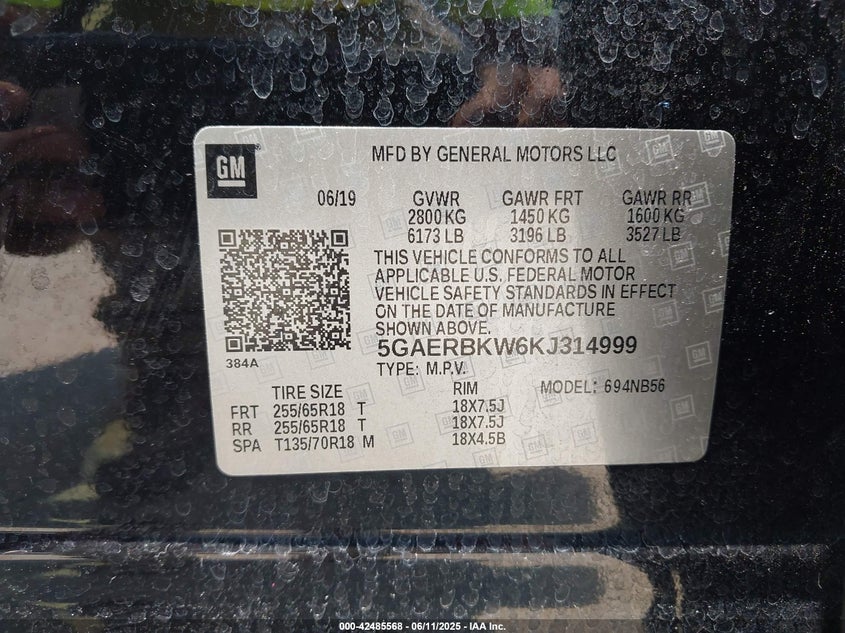 GM
MFD BY GENERAL MOTORS LLC
06/19
GVWR GAWR FRT GAWR RR
2800 KG 1450 KG 1600 KG
6173 LB 3196 LB 3527 LB
THIS VEHICLE CONFORMS TO ALL
APPLICABLE U.S. FEDERAL MOTOR
VEHICLE SAFETY STANDARDS IN EFFECT
ON THE DATE OF MANUFACTURE
SHOWN ABOVE.
384A
5GAERBKW6KJ314999
TYPE: M.P.V.
TIRE SIZE RIM MODEL: 694NB56
FRT 255/65R18 T 18X7.5J
RR 255/65R18 T 18X7.5J
SPA T135/70R18 M 18X4.5B
000-42485568 - 06/11/2025 - IAA Inc.